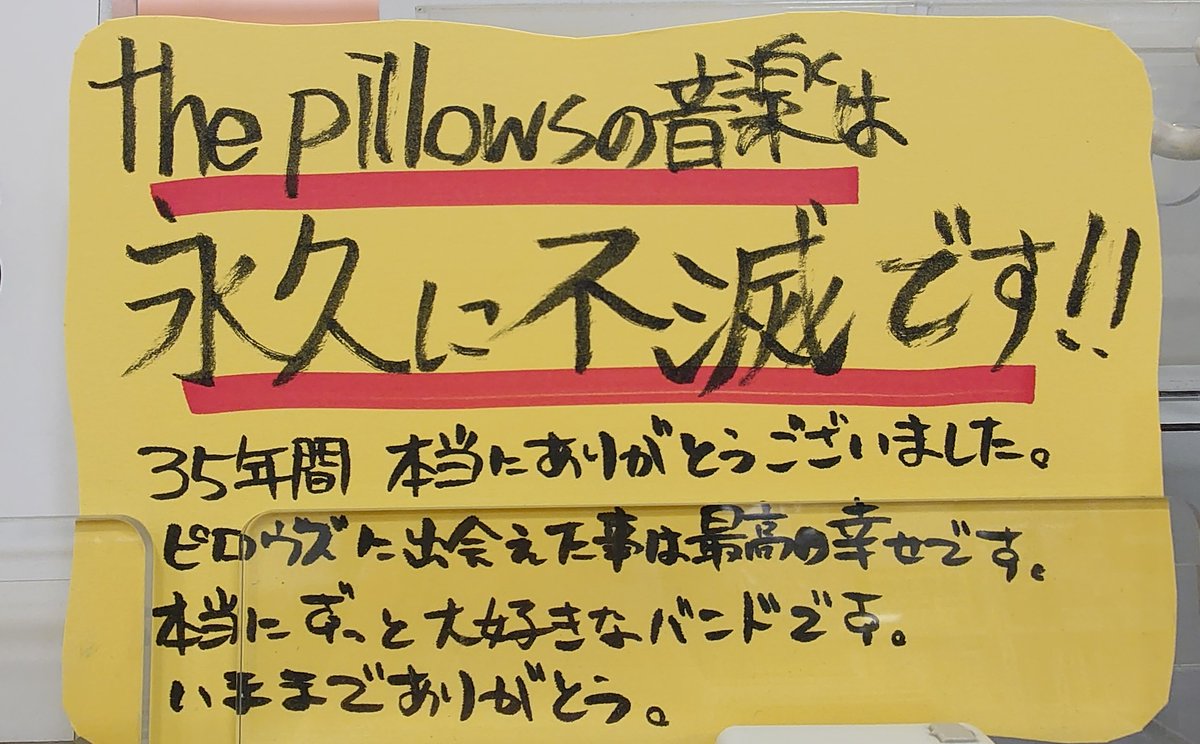 the pillowsの音楽は
永久に不滅です!!
35年間 本当にありがとうございました。
ピロウズに出会えた事は最高の幸せです。
本当にずっと大好きなバンドです。
いままでありがとう。